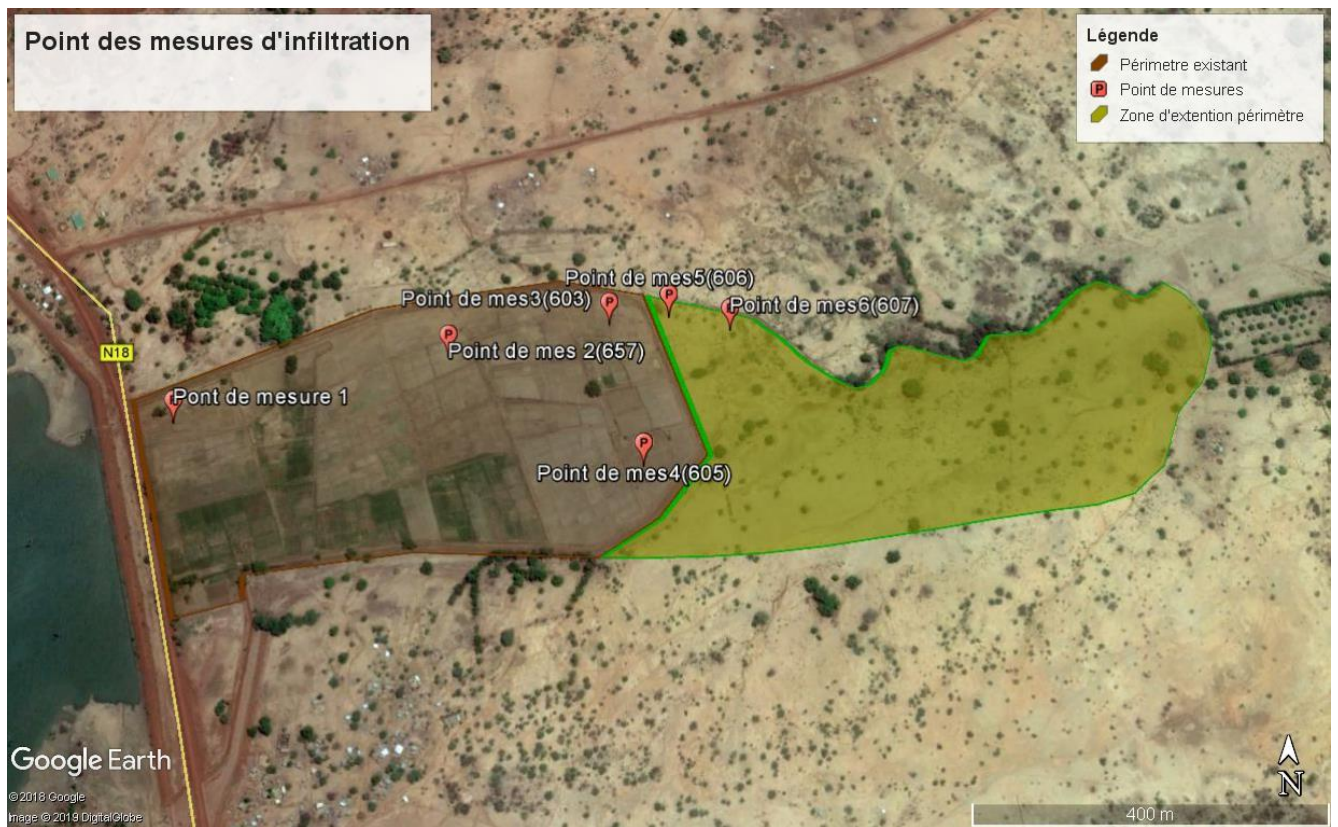 Point des mesures d'infiltration
Légende
Périmetre existant
Point de mesures
Zone d'extention périmètre
P
Point de mes5(606)
Point de mes3(603)
P
P
Point de mes6(607)
P
Point de mes 2(657)
N18
Pont de mesure 1
P
Point de mes4(605)
Google Earth
N
©2018 Google
Image © 2019 DigitalGlobe
400 m